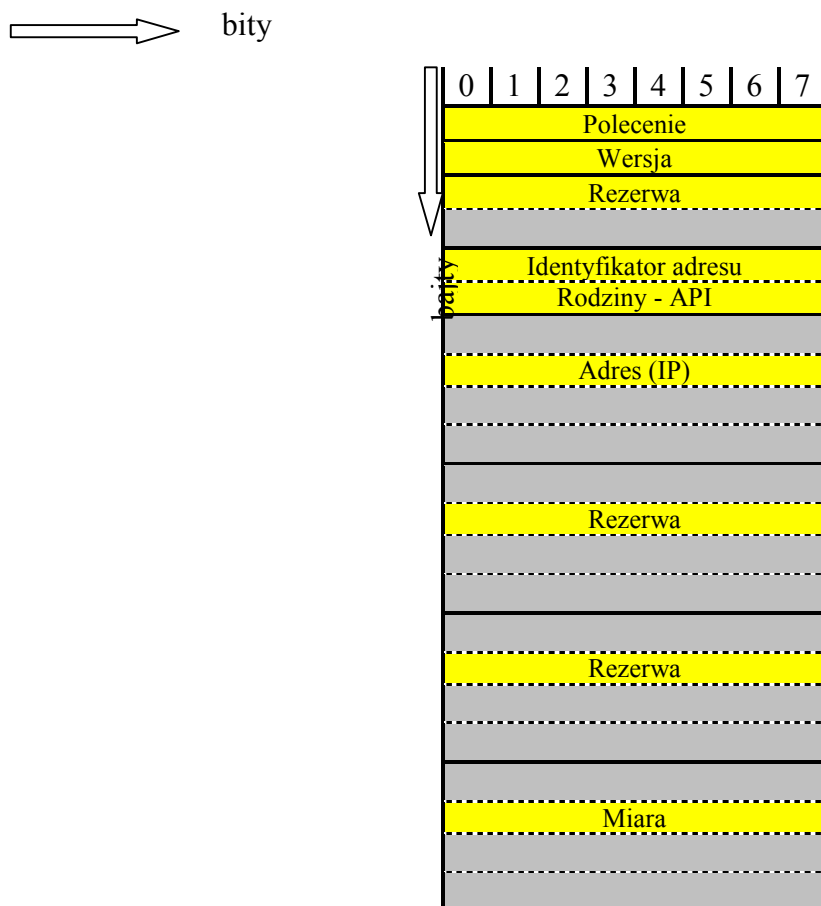 bity
0 1 2 3 4 5 6 7
Polecenie
Wersja
Rezerwa
bajty
Identyfikator adresu
Rodziny - API
Adres (IP)
Rezerwa
Rezerwa
Miara